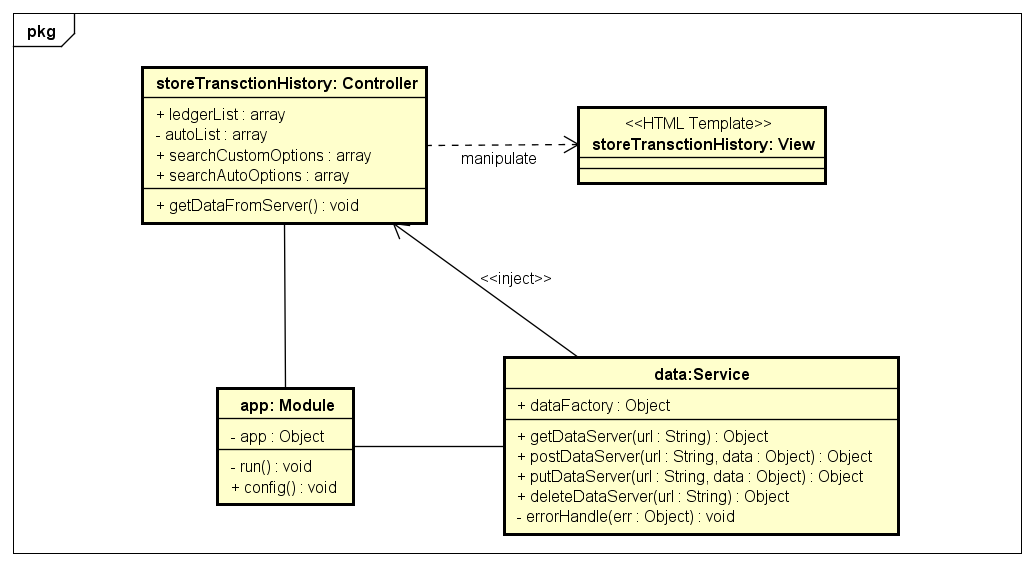 pkg
storeTransctionHistory: Controller
+ ledgerList : array
- autoList : array
+ searchCustomOptions : array
+ searchAutoOptions : array
+ getDataFromServer() : void
<<HTML Template>>
storeTransctionHistory: View
manipulate
<<inject>>
app: Module
- app : Object
- run() : void
+ config() : void
data:Service
+ dataFactory : Object
+ getDataServer(url : String) : Object
+ postDataServer(url : String, data : Object) : Object
+ putDataServer(url : String, data : Object) : Object
+ deleteDataServer(url : String) : Object
- errorHandle(err : Object) : void